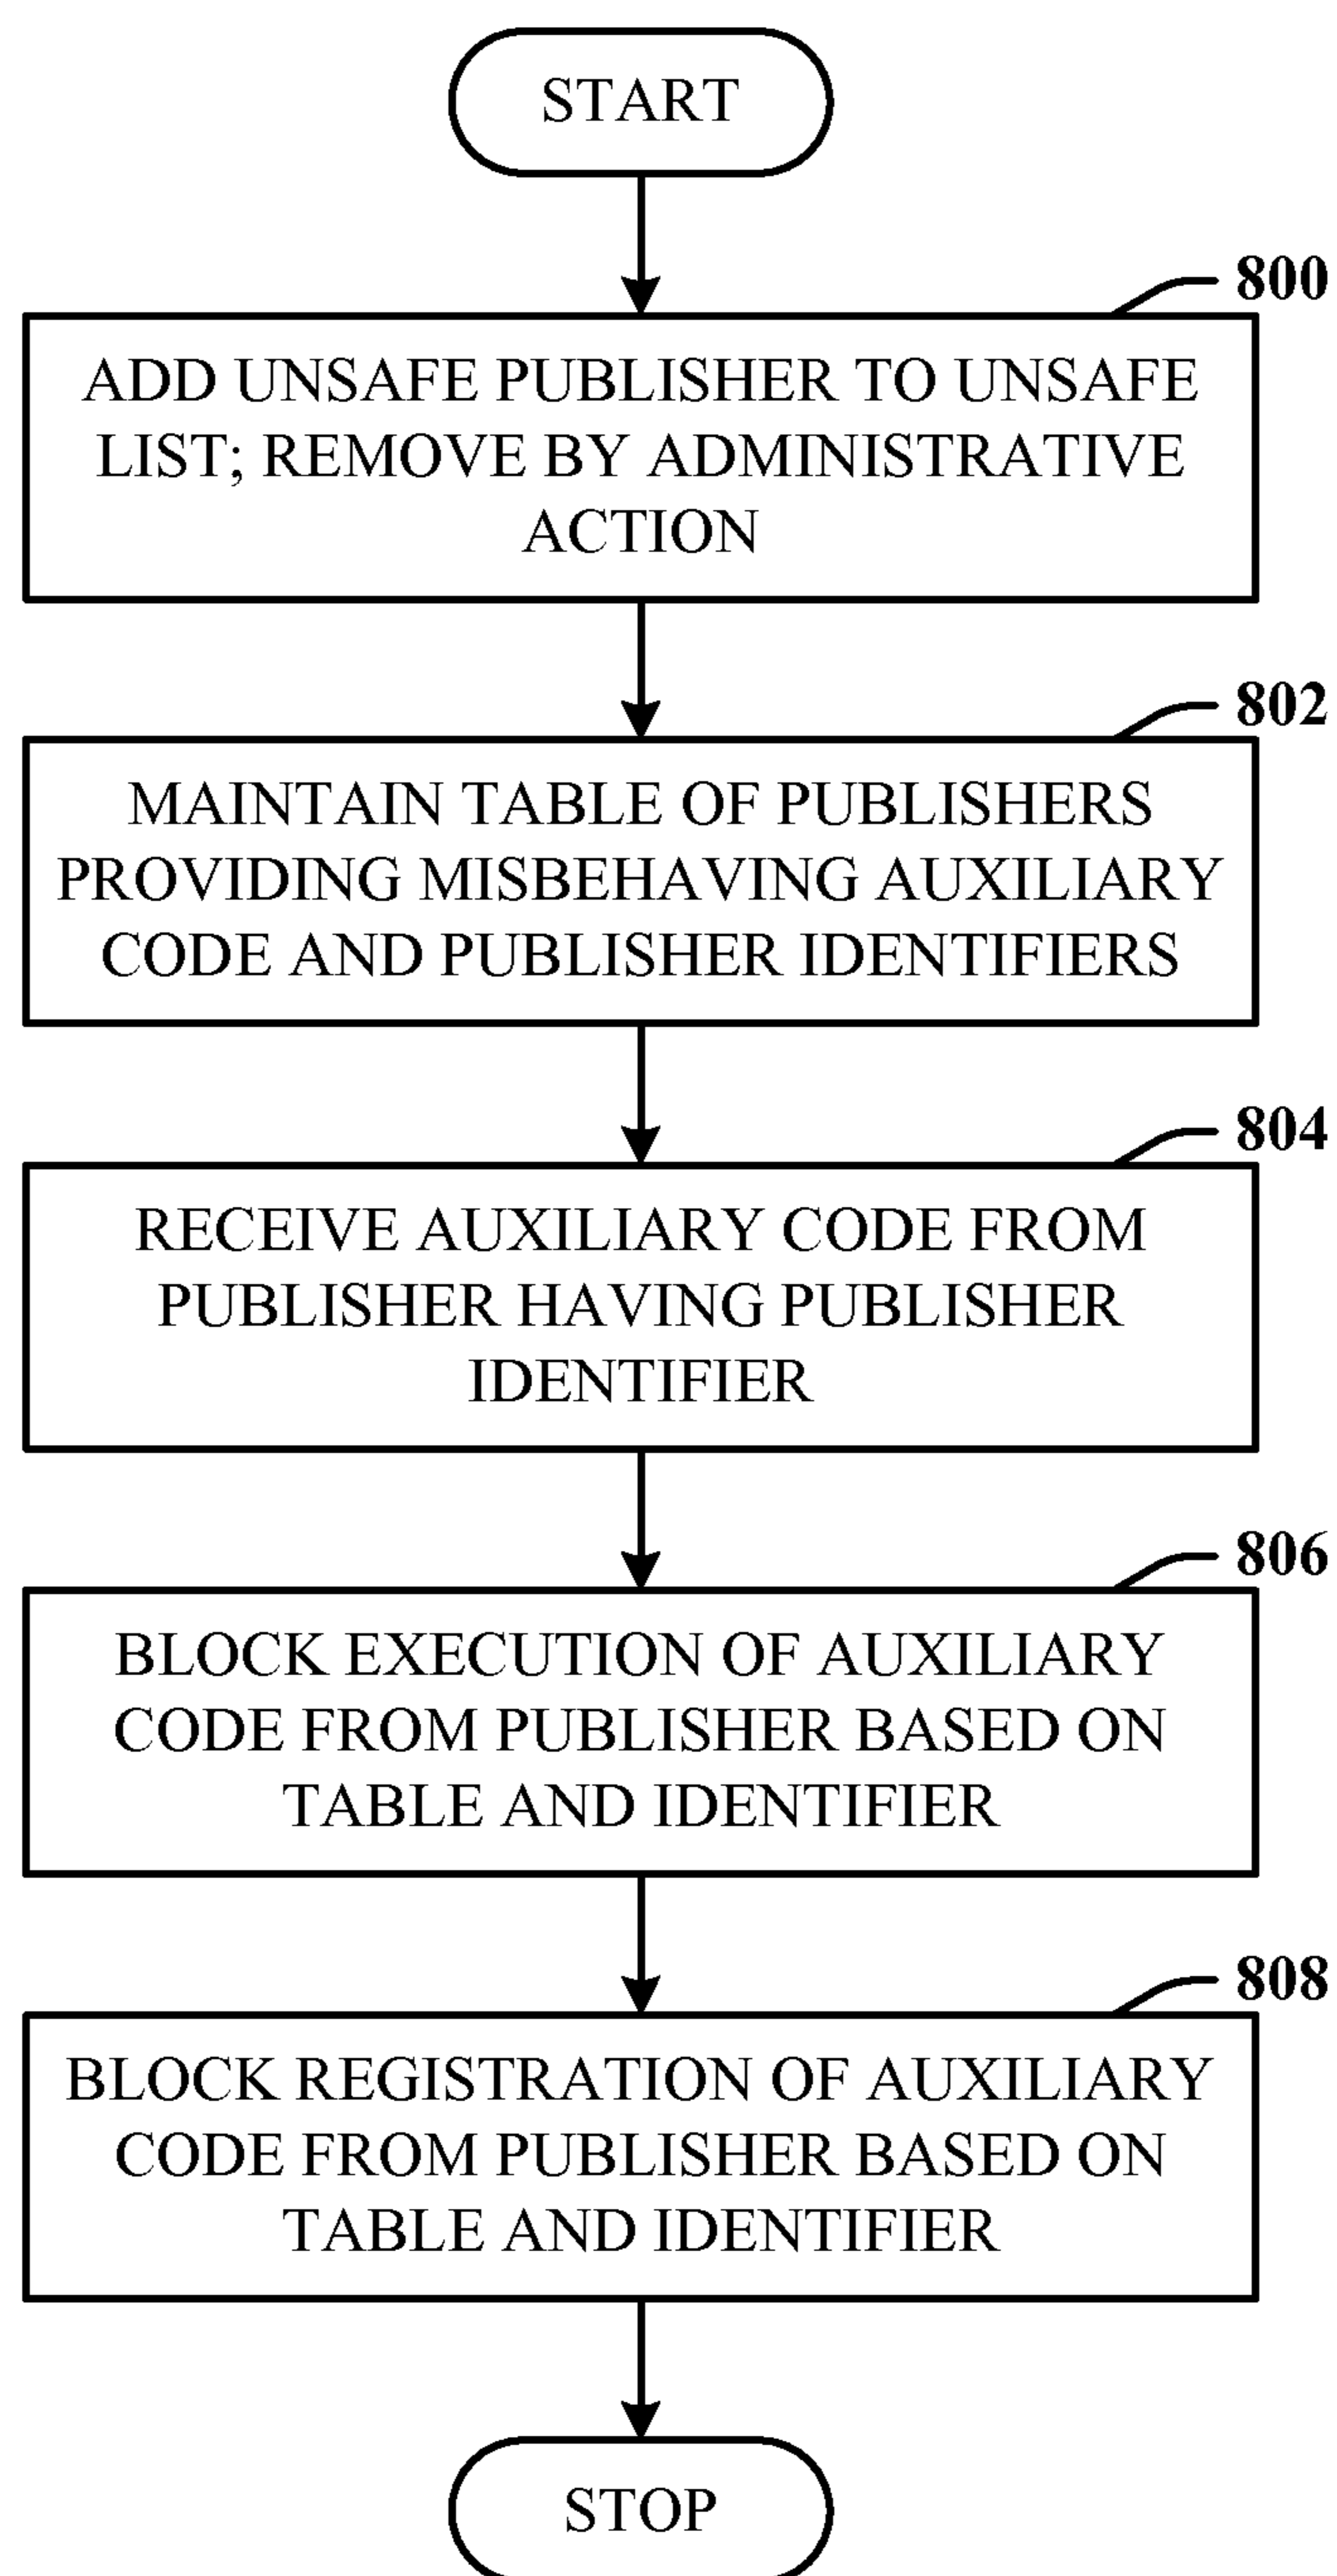 START
800
ADD UNSAFE PUBLISHER TO UNSAFE
LIST; REMOVE BY ADMINISTRATIVE
ACTION
802
MAINTAIN TABLE OF PUBLISHERS
PROVIDING MISBEHAVING AUXILIARY
CODE AND PUBLISHER IDENTIFIERS
804
RECEIVE AUXILIARY CODE FROM
PUBLISHER HAVING PUBLISHER
IDENTIFIER
806
BLOCK EXECUTION OF AUXILIARY
CODE FROM PUBLISHER BASED ON
TABLE AND IDENTIFIER
808
BLOCK REGISTRATION OF AUXILIARY
CODE FROM PUBLISHER BASED ON
TABLE AND IDENTIFIER
STOP